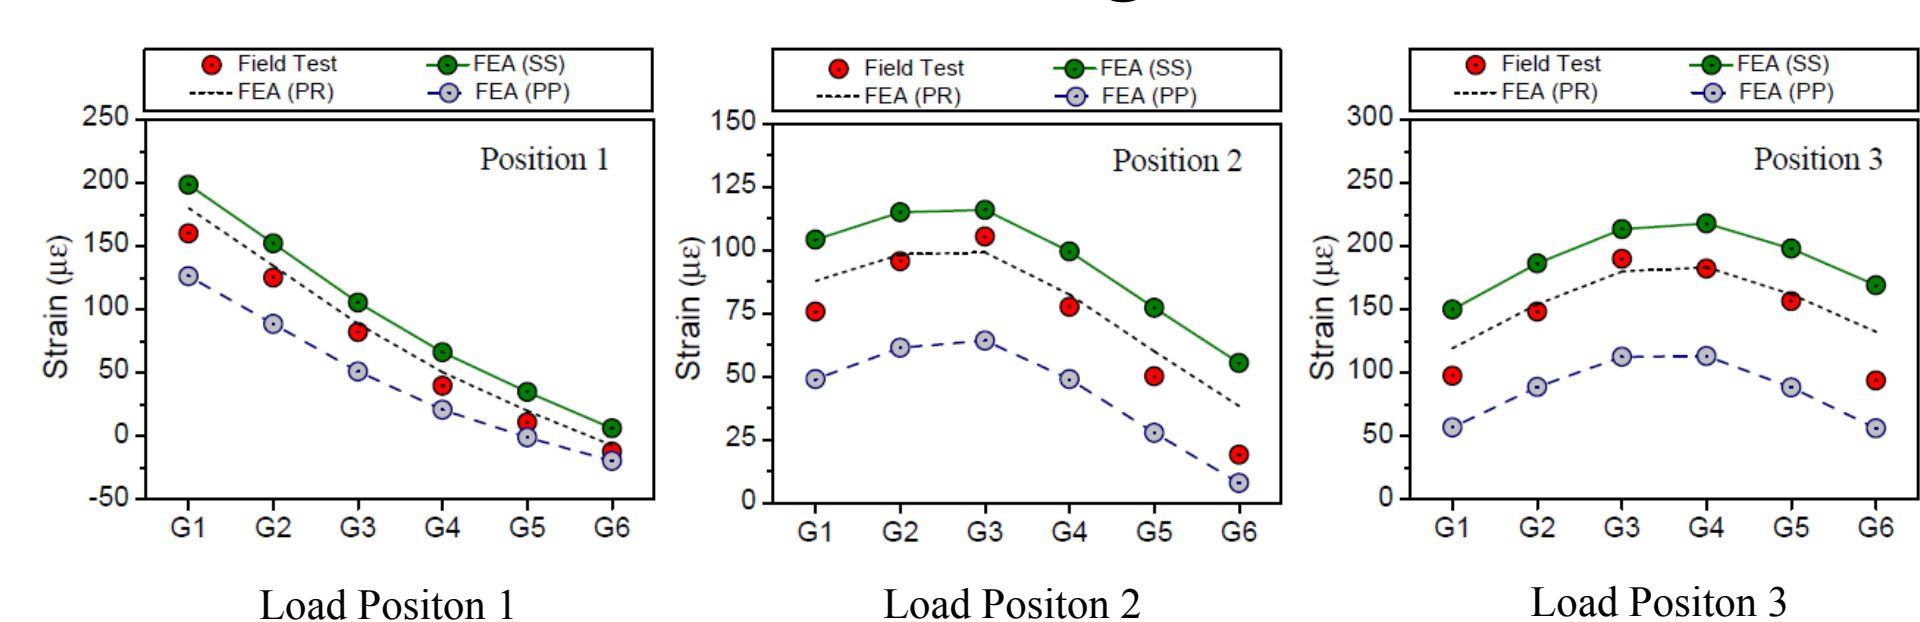 Field Test
FEA (SS)
FEA (PR)
FEA (PP)
250
200
150
100
50
0
-50
Strain (με)
Position 1
G1 G2 G3 G4 G5 G6
Load Positon 1
Field Test
FEA (SS)
FEA (PR)
FEA (PP)
150
125
100
75
50
25
0
Strain (με)
Position 2
G1 G2 G3 G4 G5 G6
Load Positon 2
Field Test
FEA (SS)
FEA (PR)
FEA (PP)
300
250
200
150
100
50
0
Strain (με)
Position 3
G1 G2 G3 G4 G5 G6
Load Positon 3